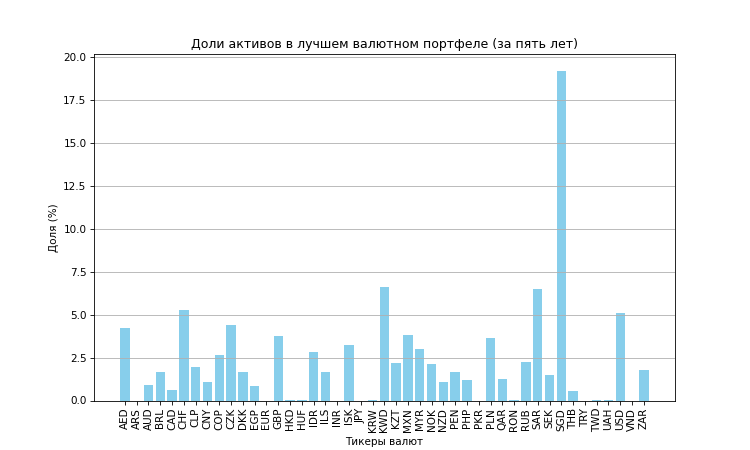 Доли активов в лучшем валютном портфеле (за пять лет)
20.0
17.5
15.0
12.5
10.0
7.5
5.0
2.5
0.0
Доля (%)
AED ARS AUD BRL CAD CHF CLP CNY COP CZK DKK EGP EUR GBP HKD HUF IDR ILS INR ISK JPY KRW KWD KZT MXN MYR NOK NZD PEN PHP PKR PLN QAR RON RUB SAR SEK SGD THB TRY TWD UAH USD VND ZAR
Тикеры валют